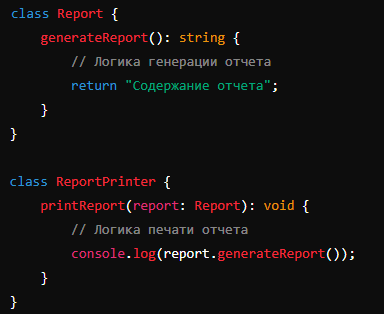 class Report {
    generateReport(): string {
        // Логика генерации отчета
        return "Содержание отчета";
    }
}

class ReportPrinter {
    printReport(report: Report): void {
        // Логика печати отчета
        console.log(report.generateReport());
    }
}